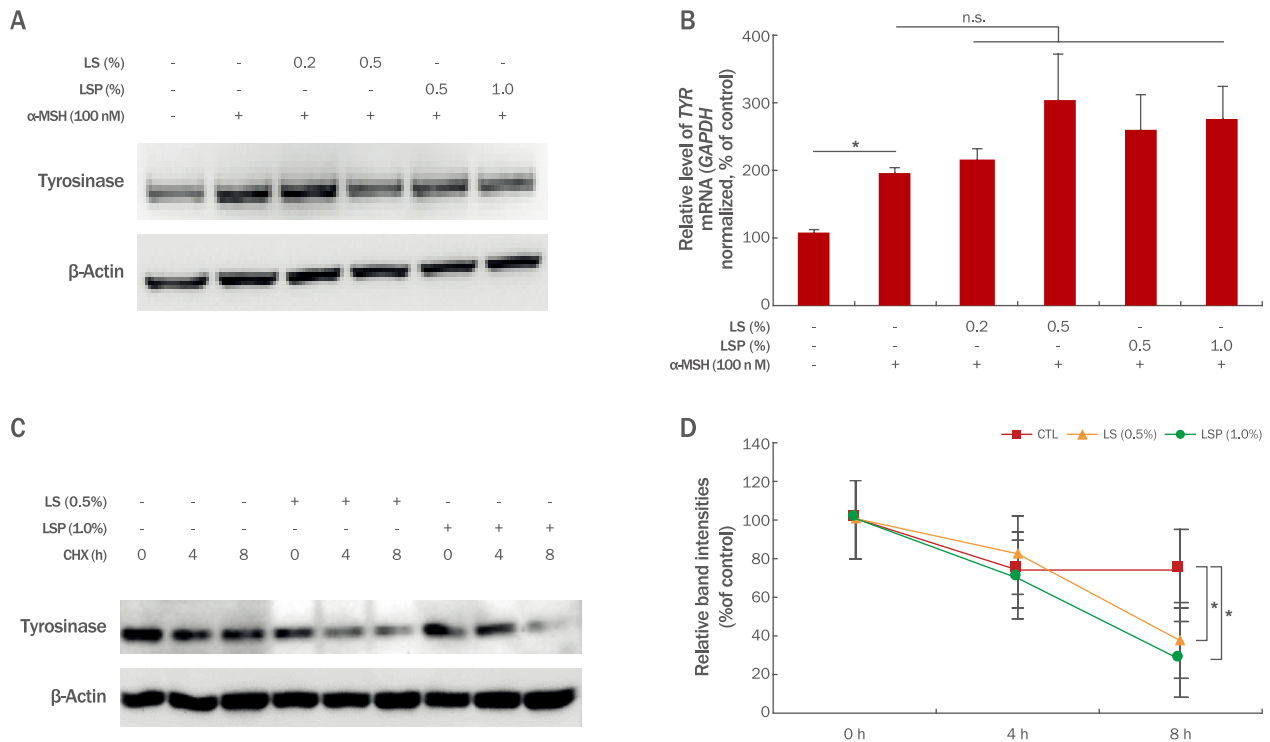 A
LS (%) - - 0.2 0.5 - -
LSP (%) - - - - 0.5 1.0
α-MSH (100 nM) - + + + + +
Tyrosinase
β-Actin
B
n.s.
*
Relative level of TYR
mRNA (GAPDH
normalized, % of control)
400
300
200
100
0
LS (%) - - 0.2 0.5 - -
LSP (%) - - - - 0.5 1.0
α-MSH (100 n M) - + + + + +
C
LS (0.5%) - - - + + + - - -
LSP (1.0%) - - - - - - + + +
CHX (h) 0 4 8 0 4 8 0 4 8
Tyrosinase
β-Actin
D
CTL LS (0.5%) LSP (1.0%)
Relative band intensities
(%of control)
140
120
100
80
60
40
20
0
* *
0 h 4 h 8 h